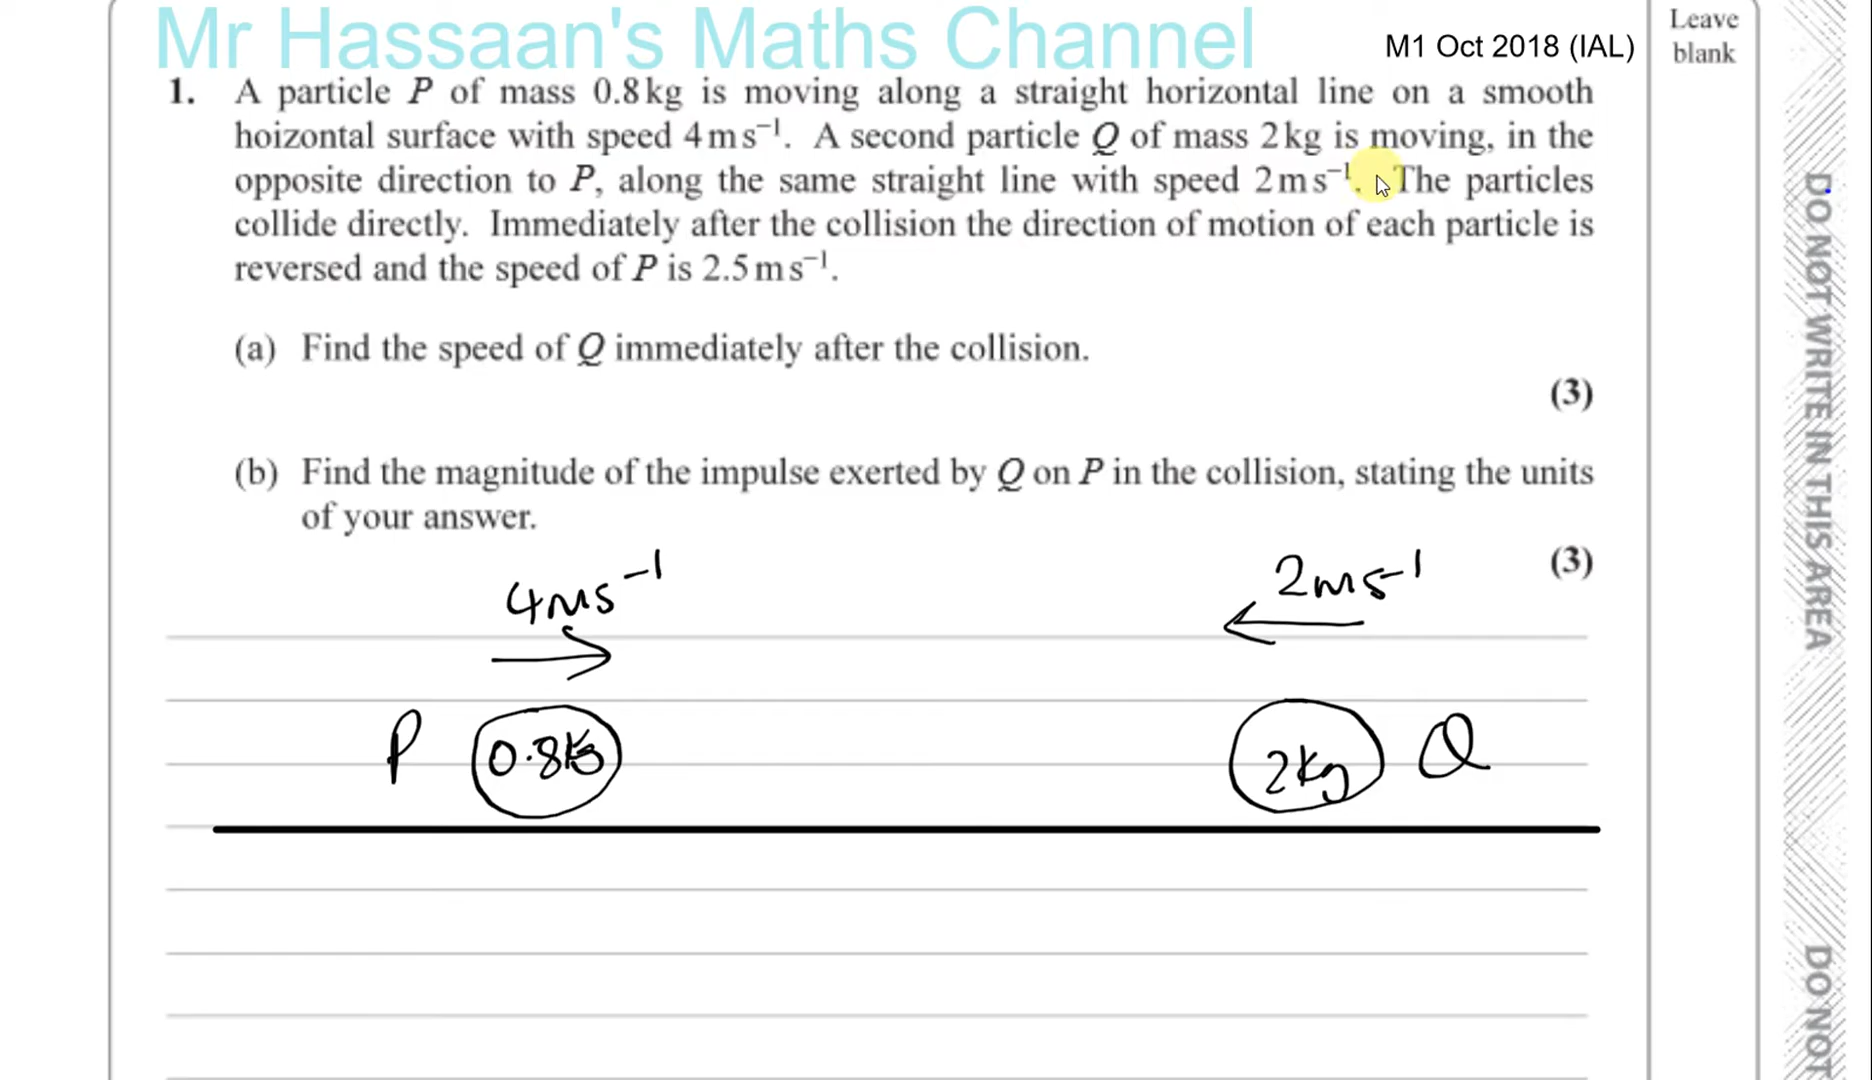 Mr Hassaan's Maths Channel
M1 Oct 2018 (IAL)
Leave
blank
1. A particle P of mass 0.8 kg is moving along a straight horizontal line on a smooth
hoizontal surface with speed 4 m s⁻¹. A second particle Q of mass 2 kg is moving, in the
opposite direction to P, along the same straight line with speed 2 m s⁻¹. The particles
collide directly. Immediately after the collision the direction of motion of each particle is
reversed and the speed of P is 2.5 m s⁻¹.
(a) Find the speed of Q immediately after the collision.
(3)
(b) Find the magnitude of the impulse exerted by Q on P in the collision, stating the units
of your answer.
(3)
4ms⁻¹
2ms⁻¹
P 0.8kg
2kg Q
DO NOT WRITE IN THIS AREA
DO NOT